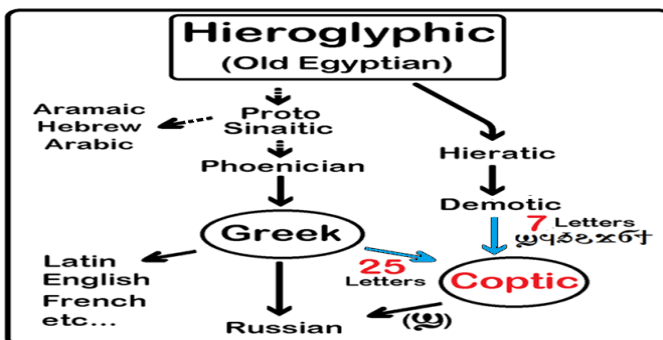 Hieroglyphic
(Old Egyptian)
Aramaic
Hebrew
Arabic
Proto
Sinaitic
Phoenician
Hieratic
Demotic
7 Letters
ϣϥϧϩϫϭϯ
Greek
25
Letters
Coptic
Latin
English
French
etc...
Russian
(ϣ)